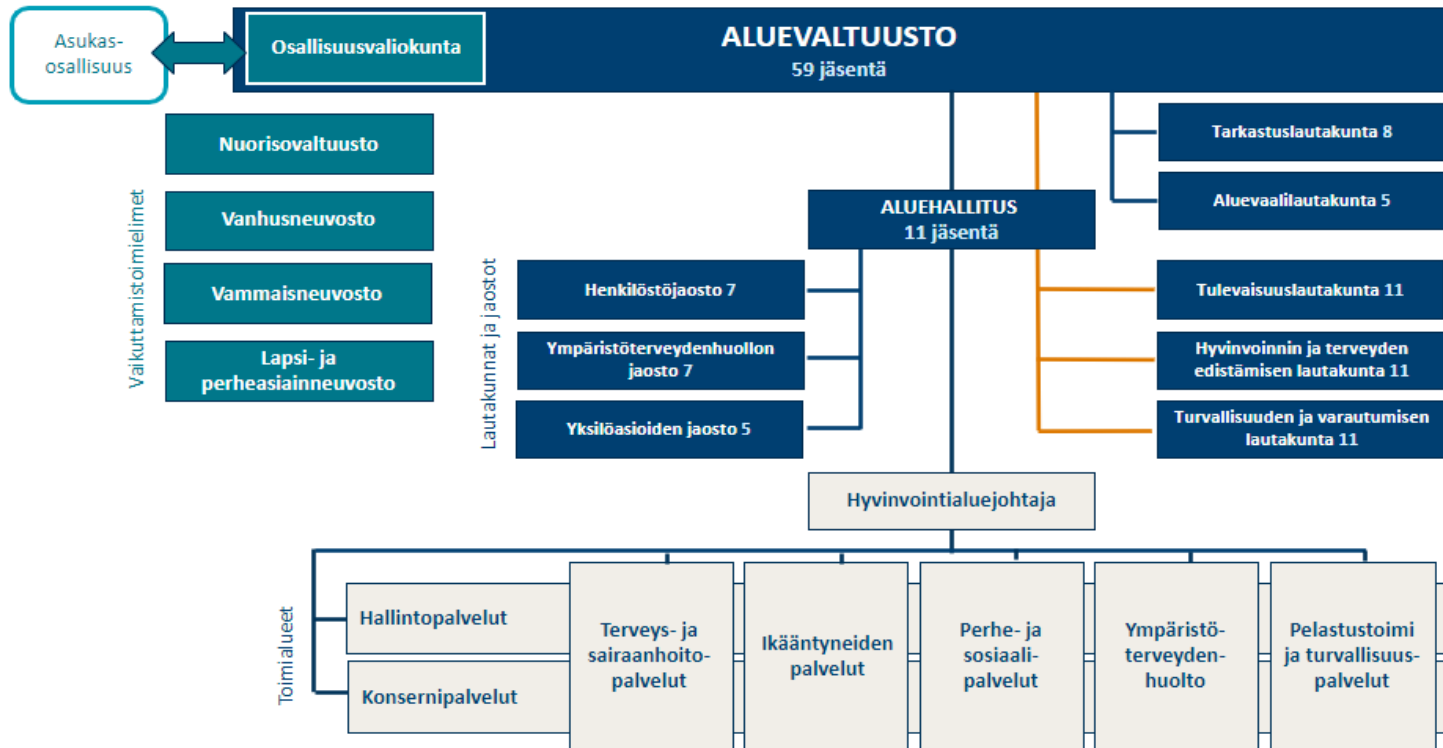 Asukas-
osallisuus
Osallisuusvaliokunta
ALUEVALTUUSTO
59 jäsentä
Vaikuttamistoimielimet
Nuorisovaltuusto
Vanhusneuvosto
Vammaisneuvosto
Lapsi- ja
perheasiainneuvosto
Tarkastuslautakunta 8
Aluevaalilautakunta 5
ALUEHALLITUS
11 jäsentä
Lautakunnat ja jaostot
Henkilöstöjaosto 7
Ympäristöterveydenhuollon
jaosto 7
Yksilöasioiden jaosto 5
Tulevaisuuslautakunta 11
Hyvinvoinnin ja terveyden
edistämisen lautakunta 11
Turvallisuuden ja varautumisen
lautakunta 11
Hyvinvointialuejohtaja
Toimialueet
Hallintopalvelut
Konsernipalvelut
Terveys- ja
sairaanhoito-
palvelut
Ikääntyneiden
palvelut
Perhe- ja
sosiaali-
palvelut
Ympäristö-
terveyden-
huolto
Pelastustoimi
ja turvallisuus-
palvelut